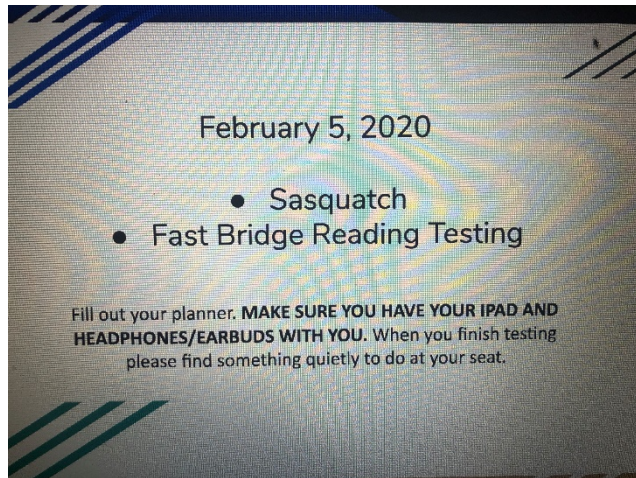 February 5, 2020
● Sasquatch
● Fast Bridge Reading Testing
Fill out your planner. MAKE SURE YOU HAVE YOUR IPAD AND
HEADPHONES/EARBUDS WITH YOU. When you finish testing
please find something quietly to do at your seat.